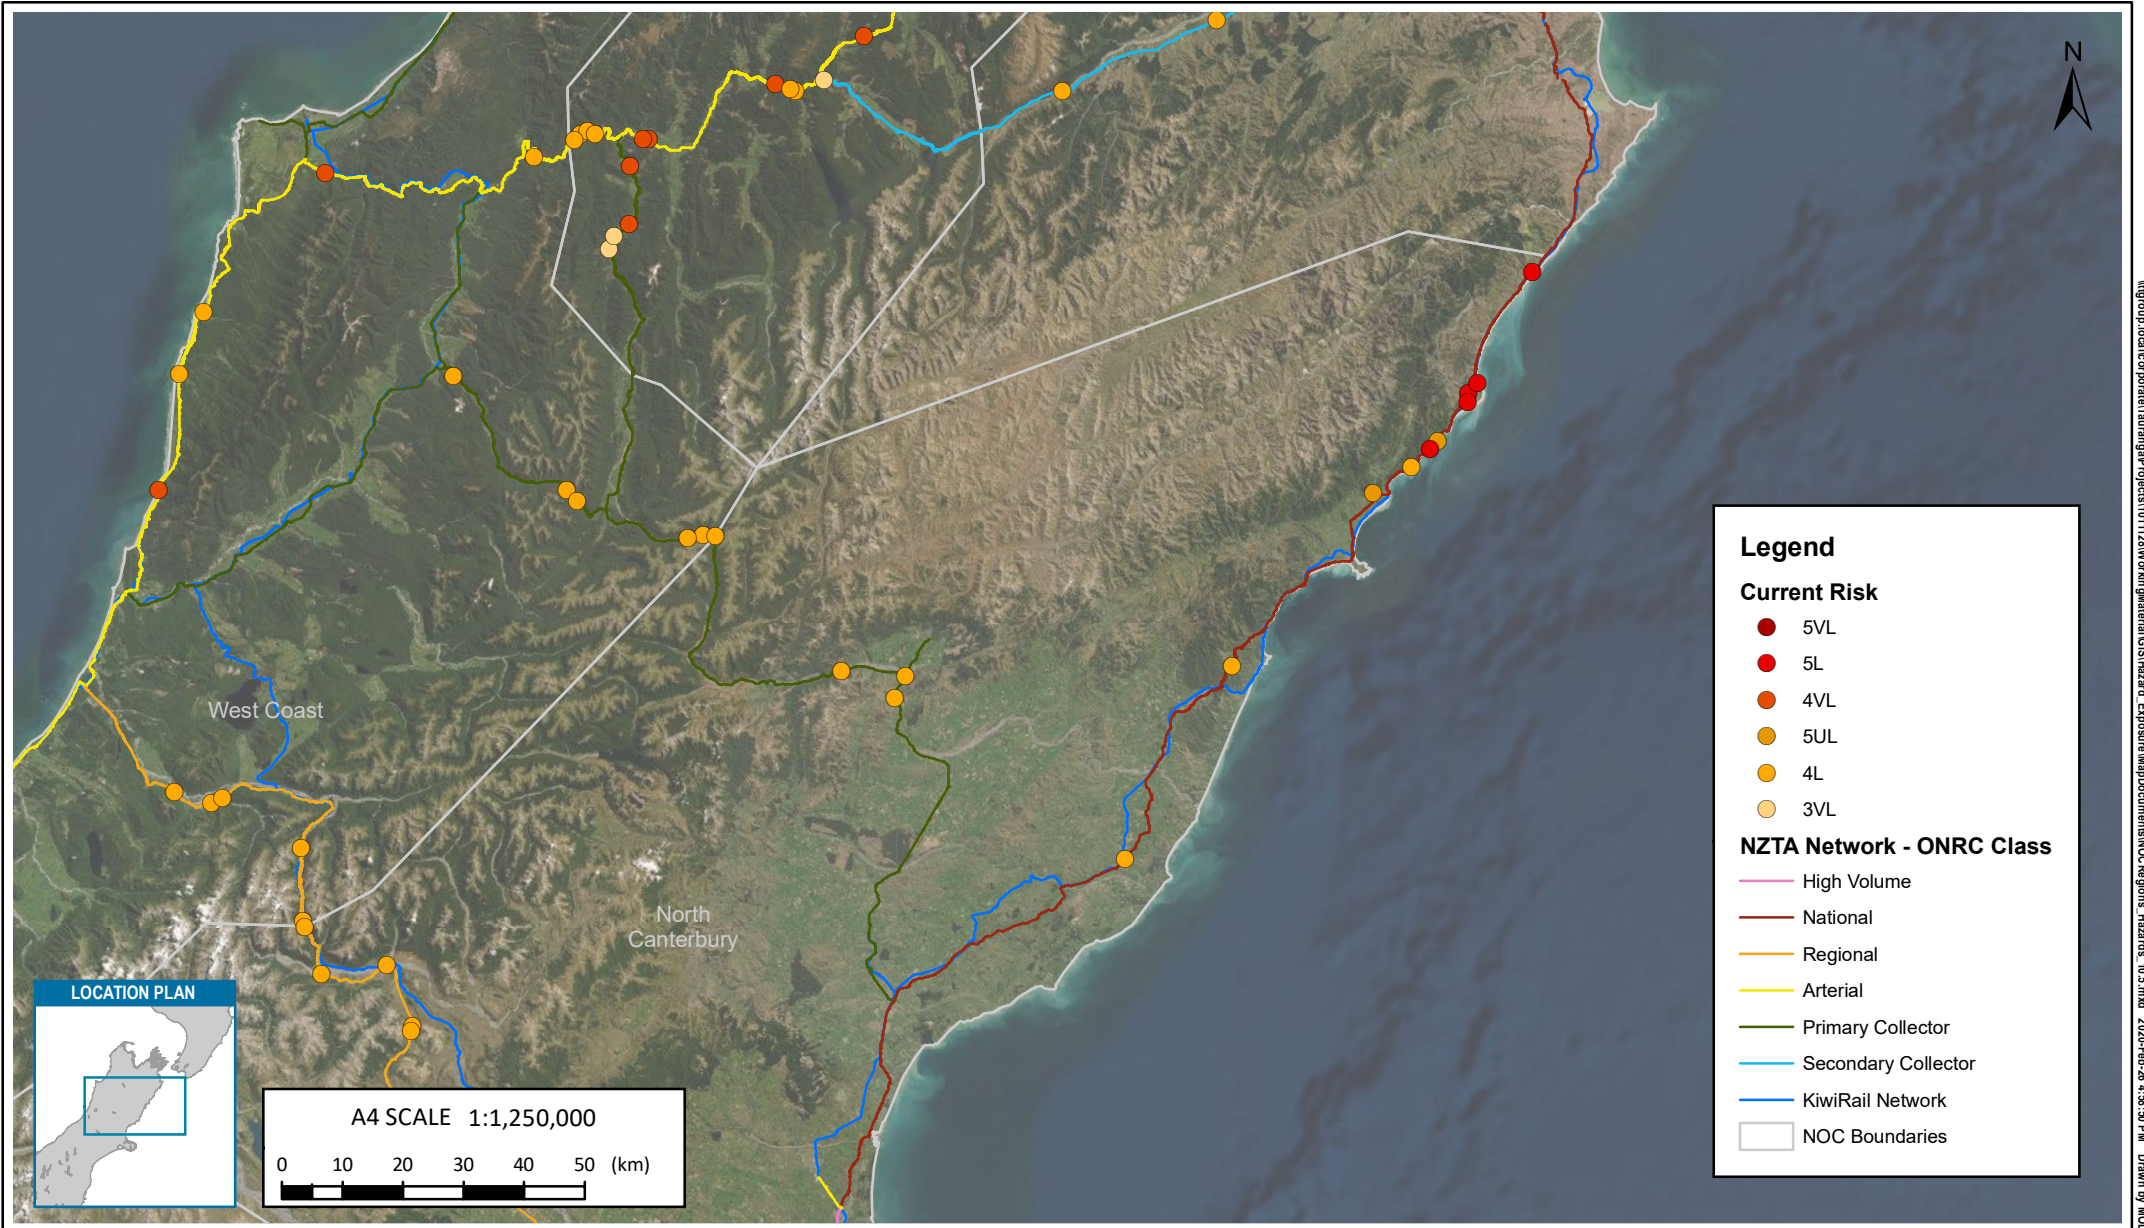 N
West Coast
North
Canterbury
Legend
Current Risk
5VL
5L
4VL
5UL
4L
3VL
NZTA Network - ONRC Class
High Volume
National
Regional
Arterial
Primary Collector
Secondary Collector
KiwiRail Network
NOC Boundaries
LOCATION PLAN
A4 SCALE 1:1,250,000
0 10 20 30 40 50 (km)